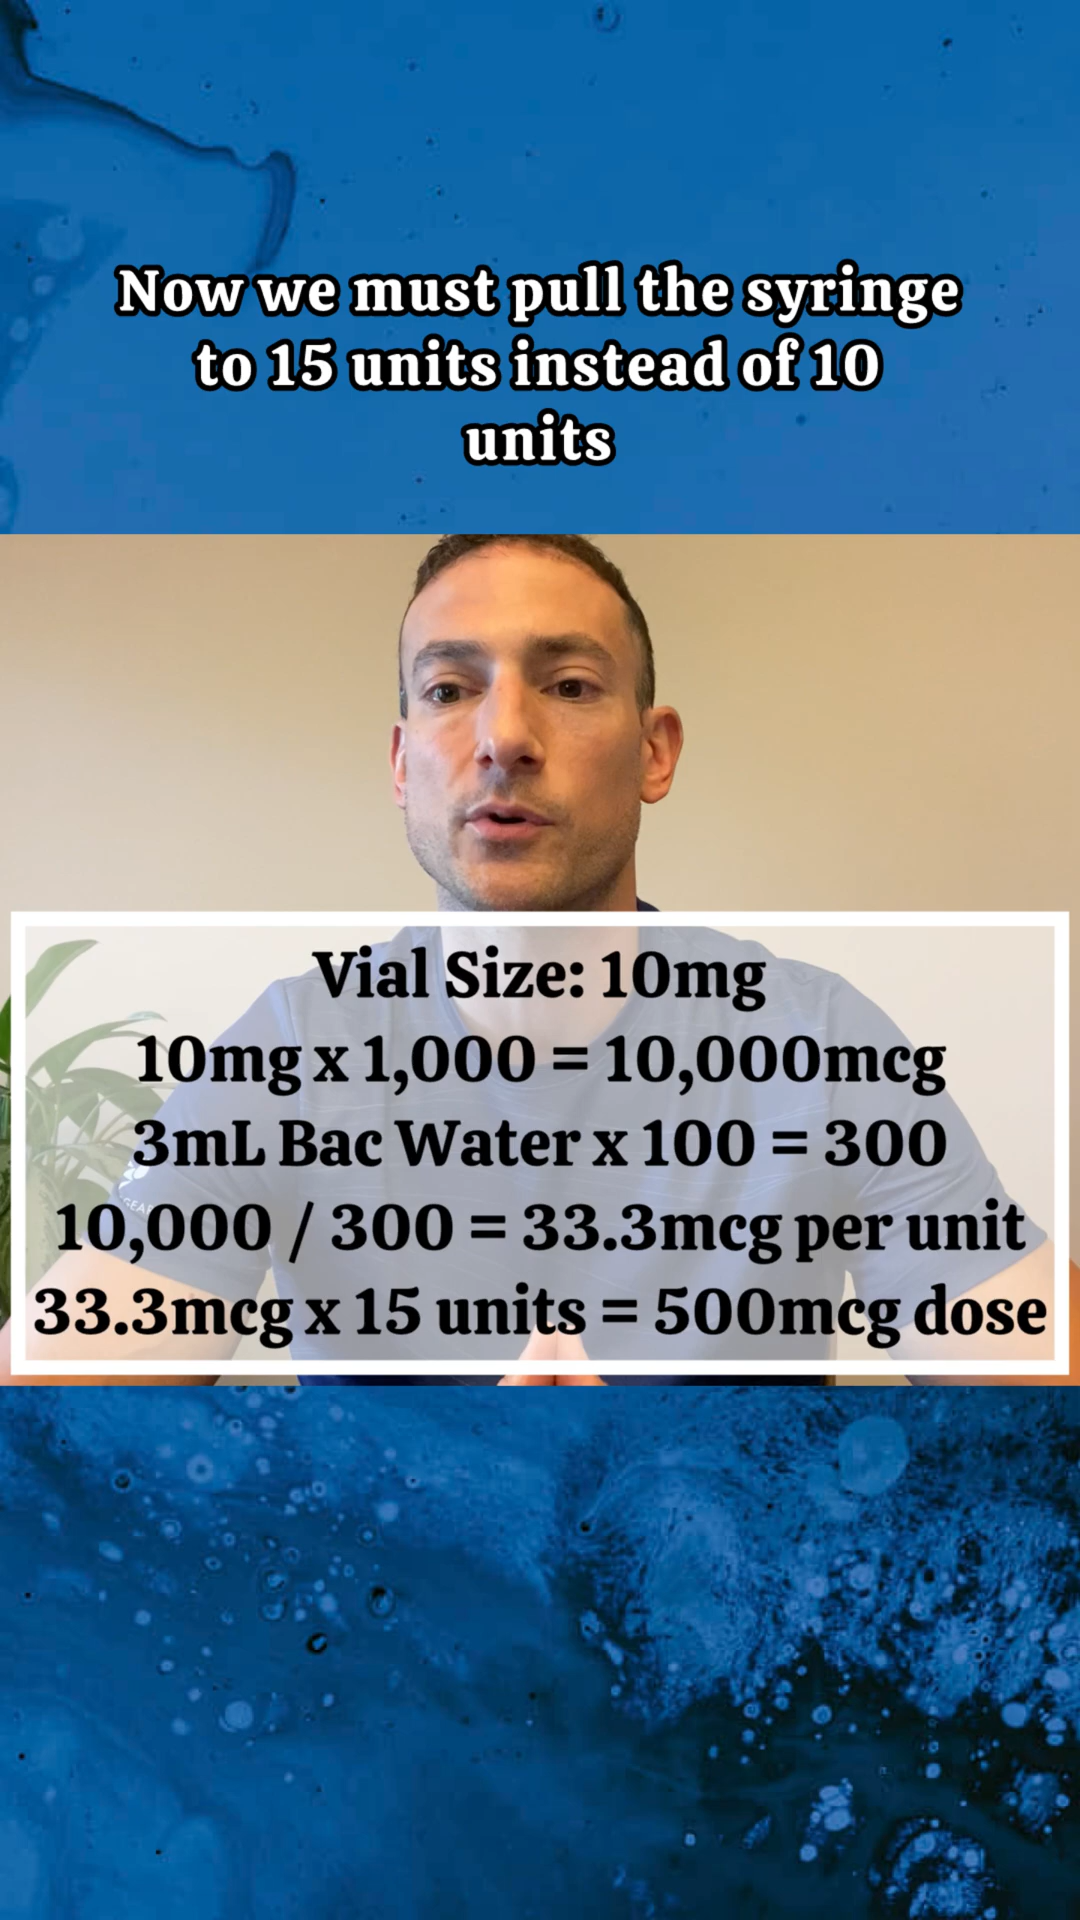 Now we must pull the syringe
to 15 units instead of 10
units
Vial Size: 10mg
10mg x 1,000 = 10,000mcg
3mL Bac Water x 100 = 300
10,000 / 300 = 33.3mcg per unit
33.3mcg x 15 units = 500mcg dose